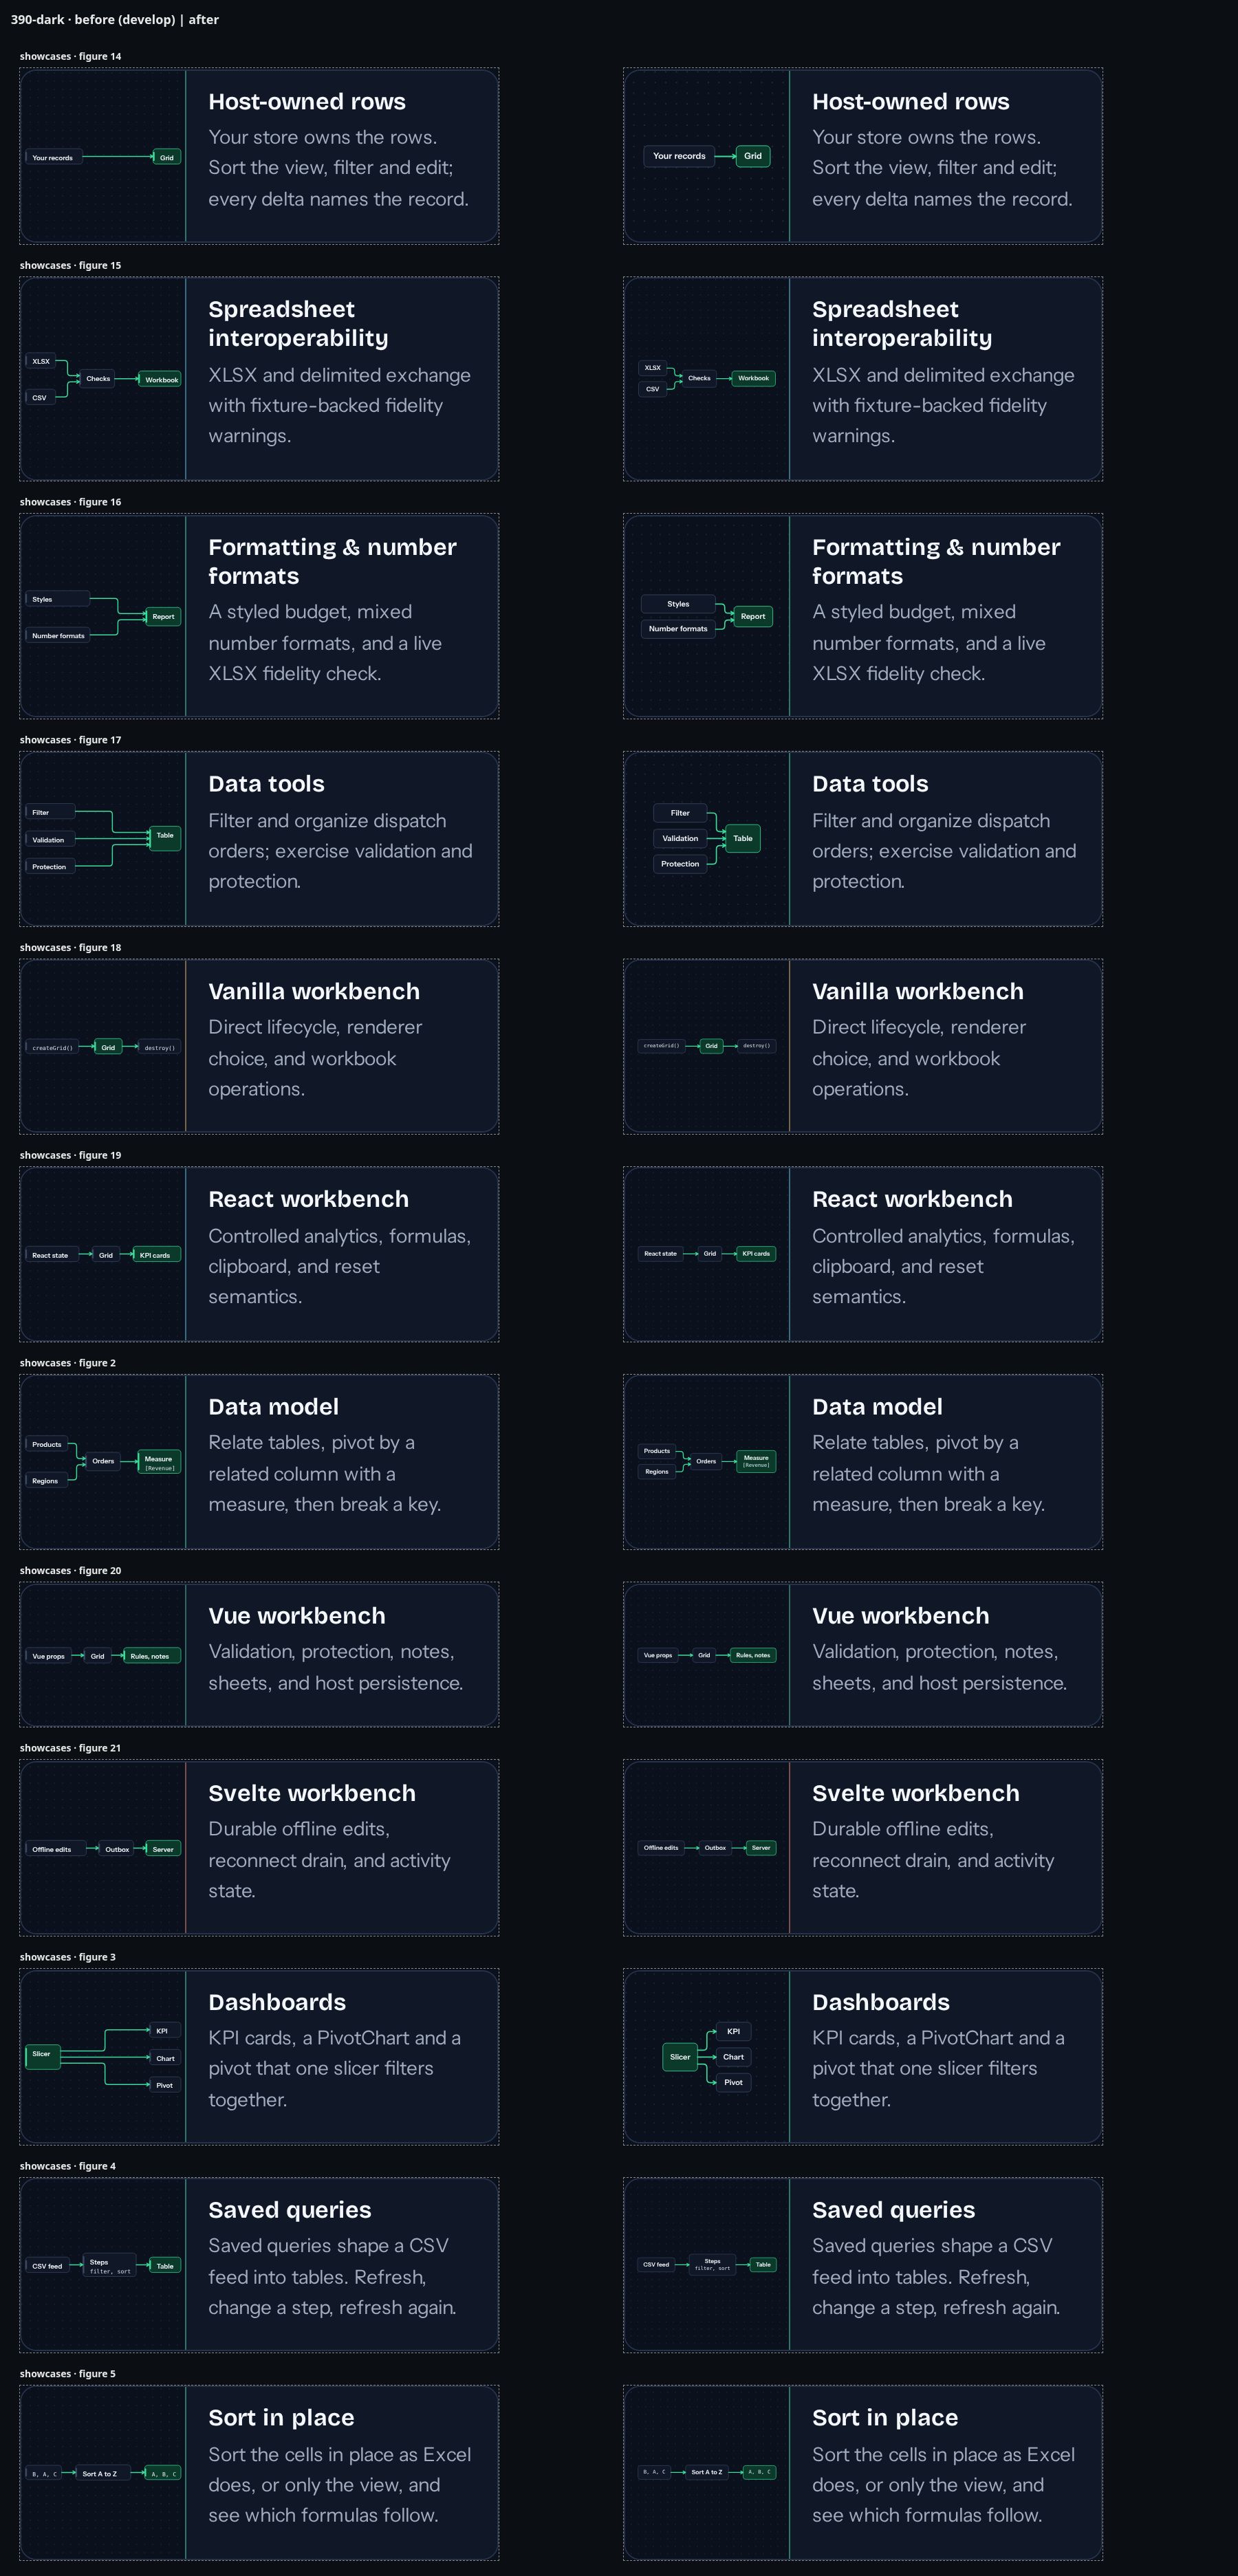 390-dark · before (develop) | after
showcases · figure 14
Your records
Grid
Host-owned rows
Your store owns the rows.
Sort the view, filter and edit;
every delta names the record.
Your records
Grid
Host-owned rows
Your store owns the rows.
Sort the view, filter and edit;
every delta names the record.
showcases · figure 15
XLSX
CSV
Checks
Workbook
Spreadsheet
interoperability
XLSX and delimited exchange
with fixture-backed fidelity
warnings.
XLSX
CSV
Checks
Workbook
Spreadsheet
interoperability
XLSX and delimited exchange
with fixture-backed fidelity
warnings.
showcases · figure 16
Styles
Number formats
Report
Formatting & number
formats
A styled budget, mixed
number formats, and a live
XLSX fidelity check.
Styles
Number formats
Report
Formatting & number
formats
A styled budget, mixed
number formats, and a live
XLSX fidelity check.
showcases · figure 17
Filter
Validation
Protection
Table
Data tools
Filter and organize dispatch
orders; exercise validation and
protection.
Filter
Validation
Protection
Table
Data tools
Filter and organize dispatch
orders; exercise validation and
protection.
showcases · figure 18
createGrid()
Grid
destroy()
Vanilla workbench
Direct lifecycle, renderer
choice, and workbook
operations.
createGrid()
Grid
destroy()
Vanilla workbench
Direct lifecycle, renderer
choice, and workbook
operations.
showcases · figure 19
React state
Grid
KPI cards
React workbench
Controlled analytics, formulas,
clipboard, and reset
semantics.
React state
Grid
KPI cards
React workbench
Controlled analytics, formulas,
clipboard, and reset
semantics.
showcases · figure 2
Products
Regions
Orders
Measure
[Revenue]
Data model
Relate tables, pivot by a
related column with a
measure, then break a key.
Products
Regions
Orders
Measure
[Revenue]
Data model
Relate tables, pivot by a
related column with a
measure, then break a key.
showcases · figure 20
Vue props
Grid
Rules, notes
Vue workbench
Validation, protection, notes,
sheets, and host persistence.
Vue props
Grid
Rules, notes
Vue workbench
Validation, protection, notes,
sheets, and host persistence.
showcases · figure 21
Offline edits
Outbox
Server
Svelte workbench
Durable offline edits,
reconnect drain, and activity
state.
Offline edits
Outbox
Server
Svelte workbench
Durable offline edits,
reconnect drain, and activity
state.
showcases · figure 3
Slicer
KPI
Chart
Pivot
Dashboards
KPI cards, a PivotChart and a
pivot that one slicer filters
together.
Slicer
KPI
Chart
Pivot
Dashboards
KPI cards, a PivotChart and a
pivot that one slicer filters
together.
showcases · figure 4
CSV feed
Steps
filter, sort
Table
Saved queries
Saved queries shape a CSV
feed into tables. Refresh,
change a step, refresh again.
CSV feed
Steps
filter, sort
Table
Saved queries
Saved queries shape a CSV
feed into tables. Refresh,
change a step, refresh again.
showcases · figure 5
B, A, C
Sort A to Z
A, B, C
Sort in place
Sort the cells in place as Excel
does, or only the view, and
see which formulas follow.
B, A, C
Sort A to Z
A, B, C
Sort in place
Sort the cells in place as Excel
does, or only the view, and
see which formulas follow.